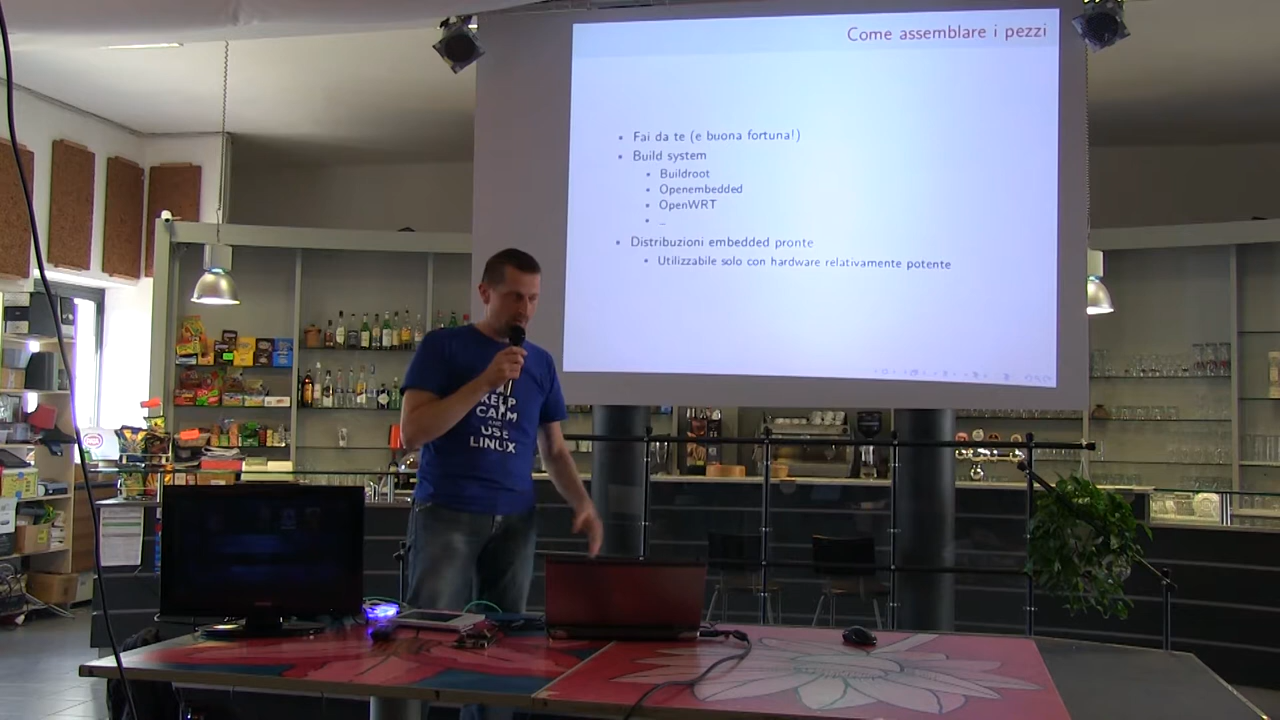 Come assemblare i pezzi
Fai da te (e buona fortuna!)
Build system
Buildroot
Openembedded
OpenWRT
...
Distribuzioni embedded pronte
Utilizzabile solo con hardware relativamente potente
KEEP
CALM
AND
USE
LINUX